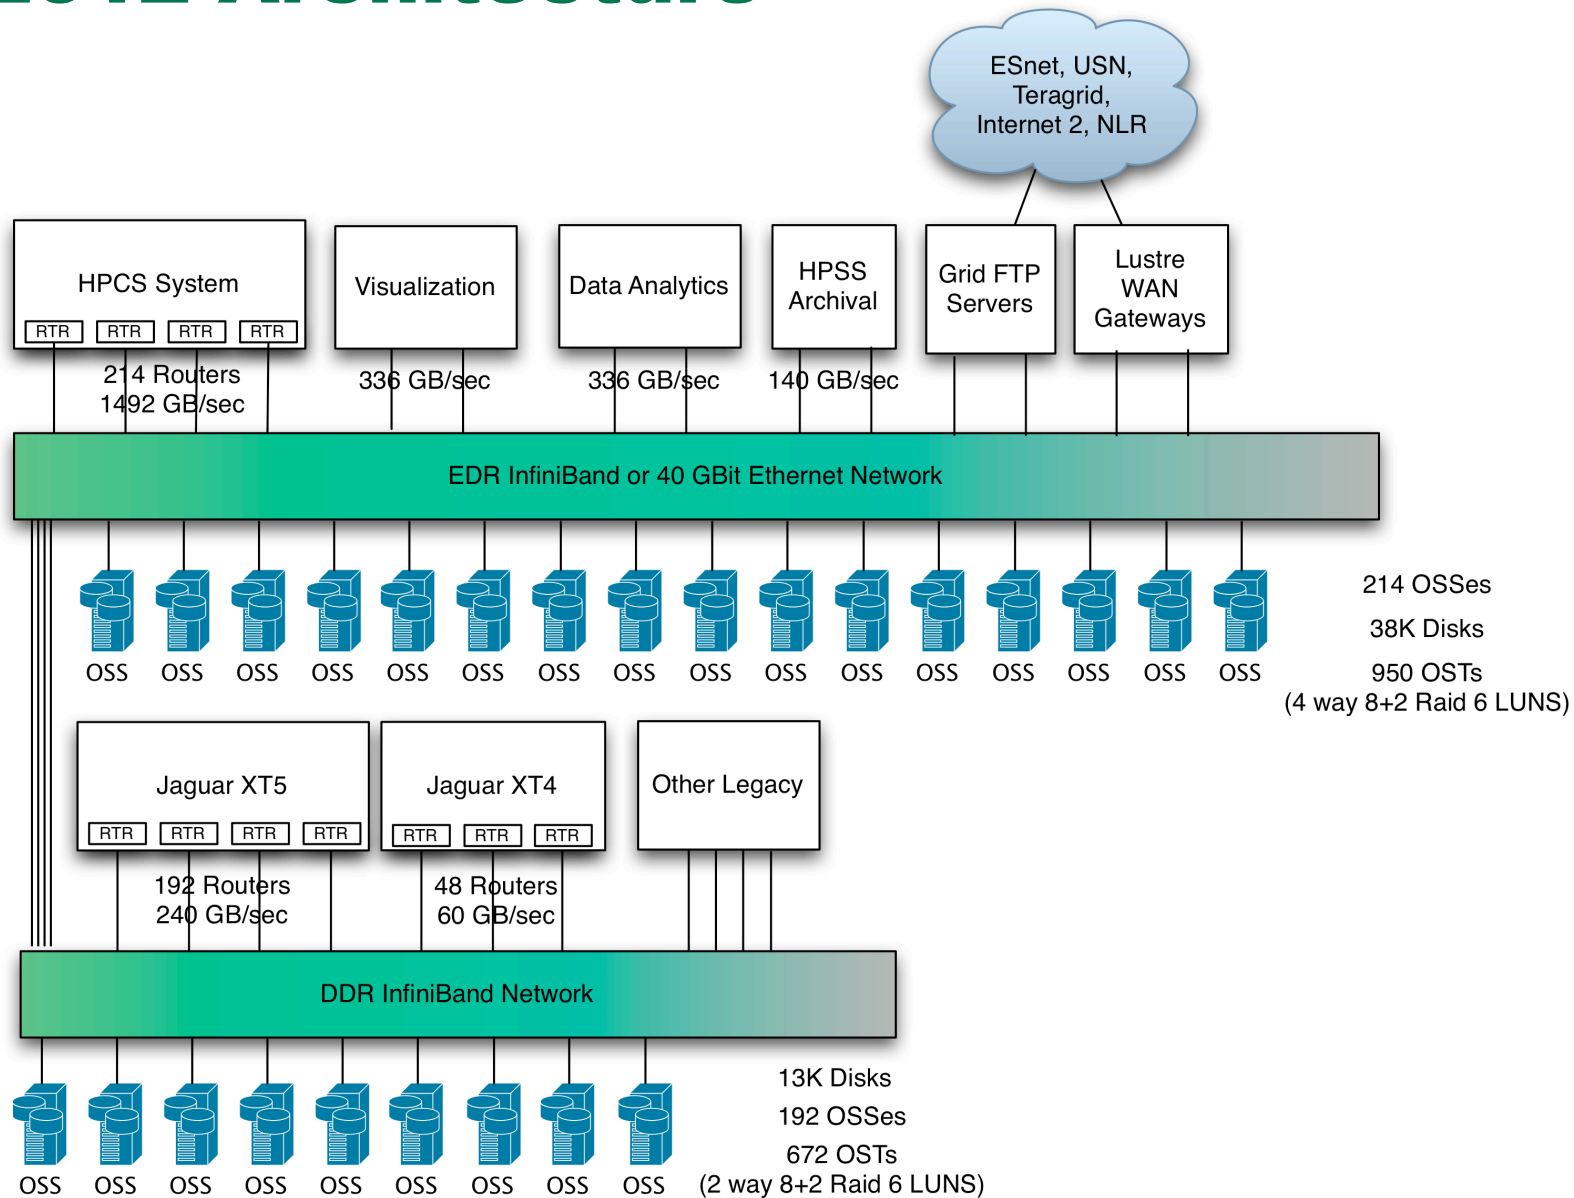 2012 Architecture
ESnet, USN,
Teragrid,
Internet 2, NLR
HPCS System
RTR RTR RTR RTR
Visualization
Data Analytics
HPSS
Archival
Grid FTP
Servers
Lustre
WAN
Gateways
214 Routers
1492 GB/sec
336 GB/sec
336 GB/sec
140 GB/sec
EDR InfiniBand or 40 GBit Ethernet Network
OSS OSS OSS OSS OSS OSS OSS OSS OSS OSS OSS OSS OSS OSS OSS OSS
214 OSSes
38K Disks
950 OSTs
(4 way 8+2 Raid 6 LUNS)
Jaguar XT5
RTR RTR RTR RTR
Jaguar XT4
RTR RTR RTR
Other Legacy
192 Routers
240 GB/sec
48 Routers
60 GB/sec
DDR InfiniBand Network
OSS OSS OSS OSS OSS OSS OSS OSS OSS
13K Disks
192 OSSes
672 OSTs
(2 way 8+2 Raid 6 LUNS)